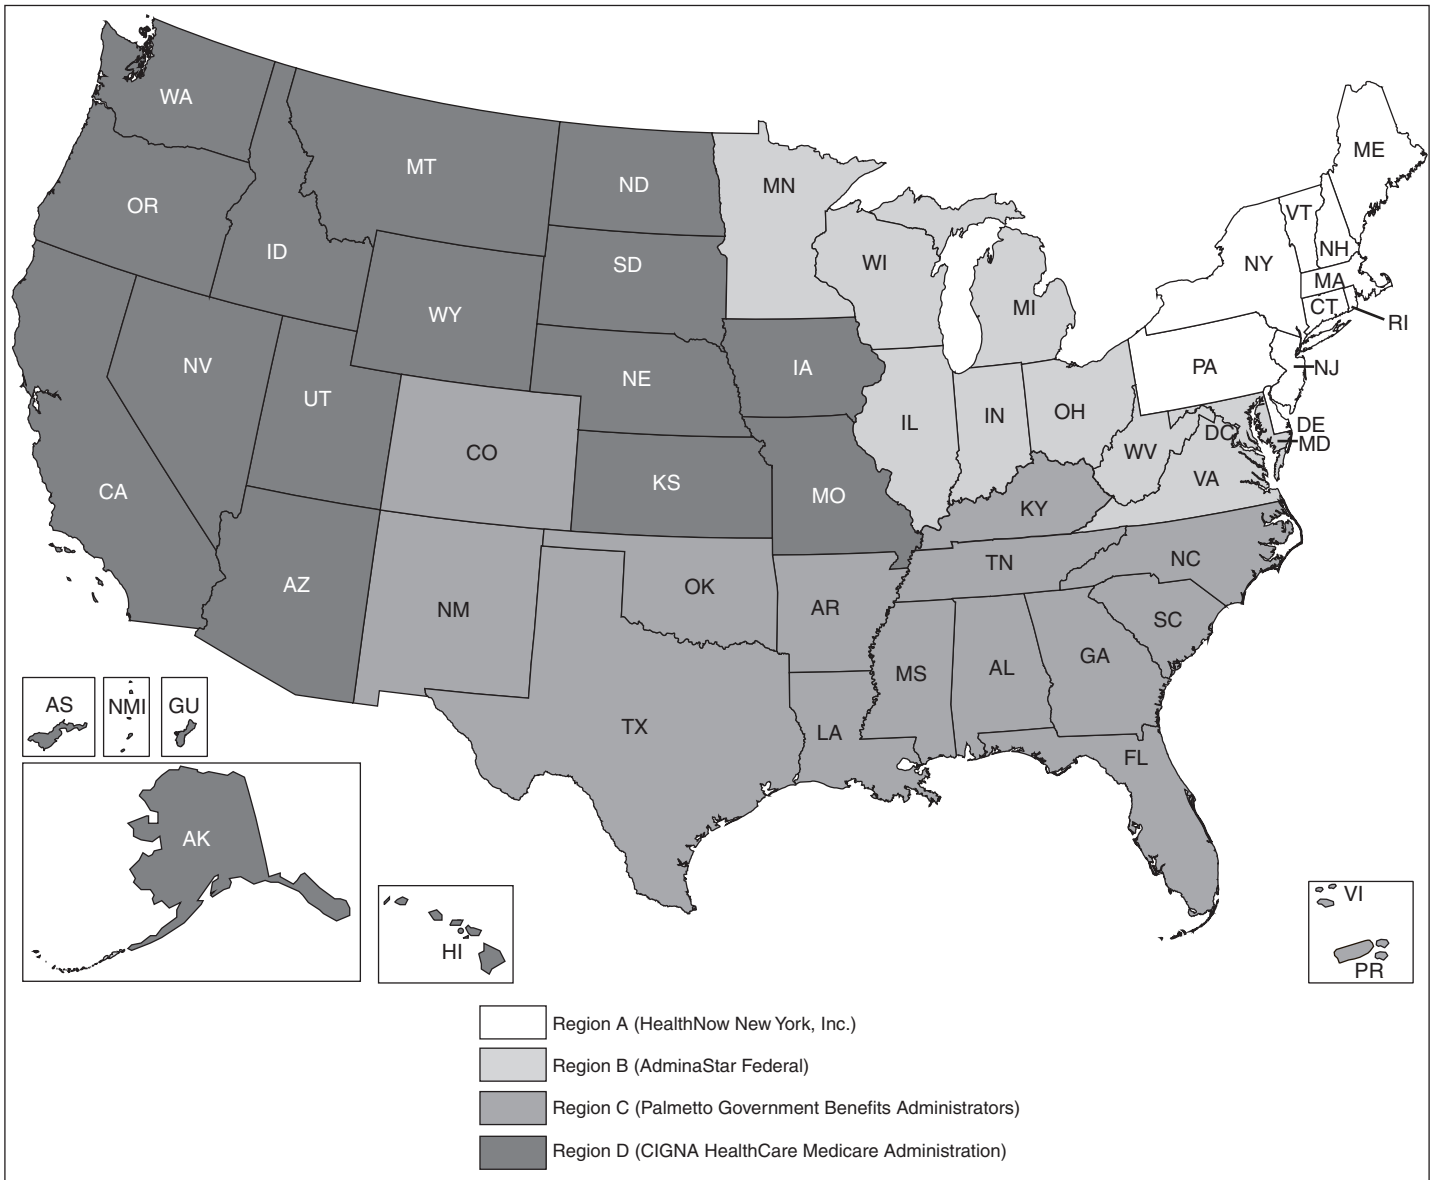 WA
MT
ND
MN
ME
OR
ID
SD
WI
VT
NH
NY
MA
CT
RI
WY
MI
NV
NE
IA
PA
NJ
UT
CO
IL
IN
OH
WV
DC
DE
MD
VA
CA
KS
MO
KY
AZ
NM
OK
AR
TN
NC
SC
MS
AL
GA
AS
NMI
GU
TX
LA
FL
AK
HI
VI
PR
Region A (HealthNow New York, Inc.)
Region B (AdminaStar Federal)
Region C (Palmetto Government Benefits Administrators)
Region D (CIGNA HealthCare Medicare Administration)